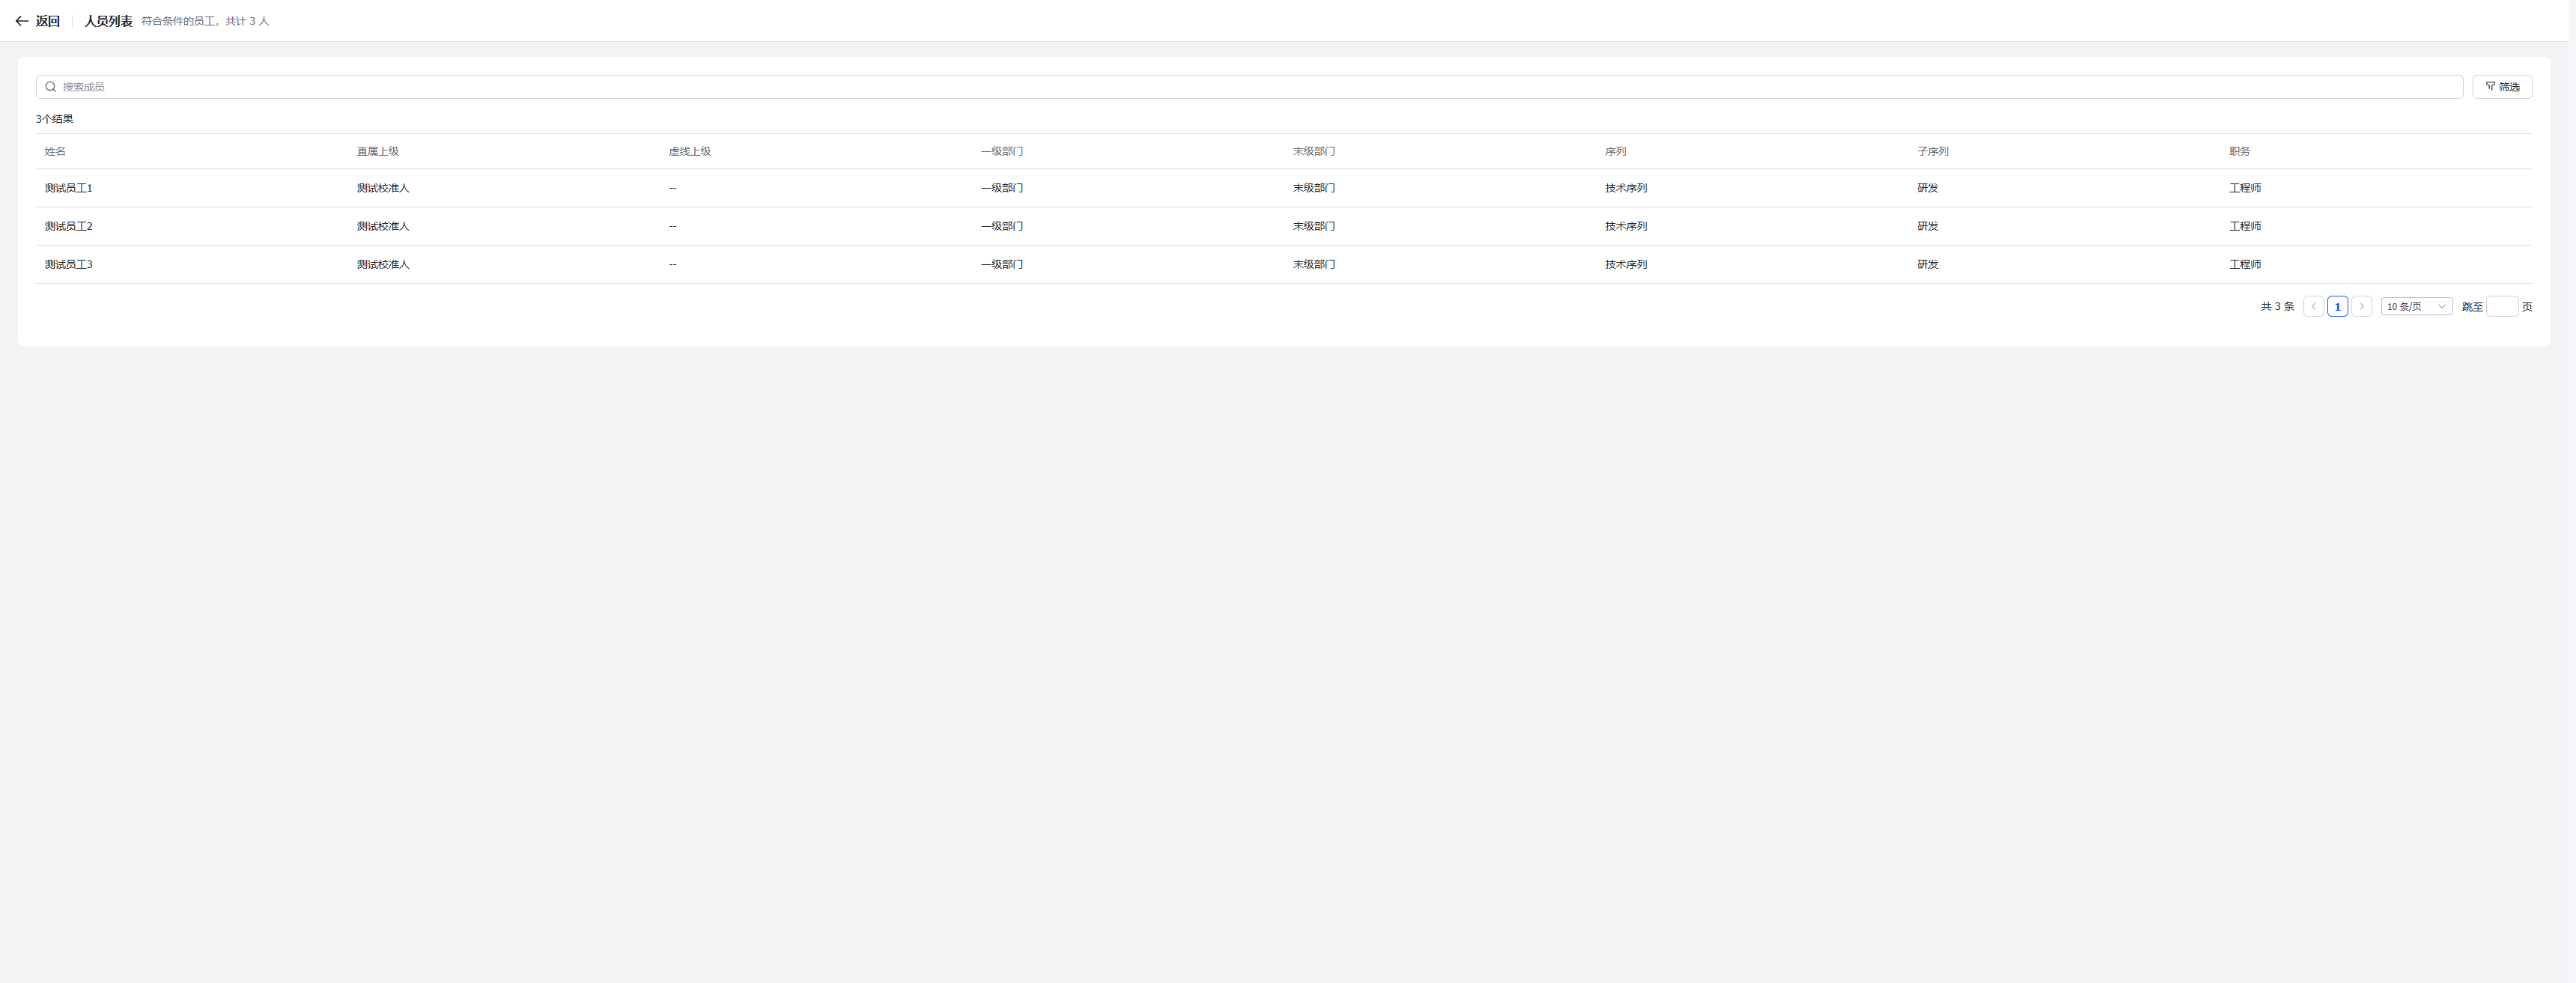 返回 人员列表 符合条件的员工，共计 3 人
搜索成员 筛选
3个结果
姓名 直属上级 虚线上级 一级部门 末级部门 序列 子序列 职务
测试员工1 测试校准人 -- 一级部门 末级部门 技术序列 研发 工程师
测试员工2 测试校准人 -- 一级部门 末级部门 技术序列 研发 工程师
测试员工3 测试校准人 -- 一级部门 末级部门 技术序列 研发 工程师
共 3 条 1 10 条/页 跳至 页